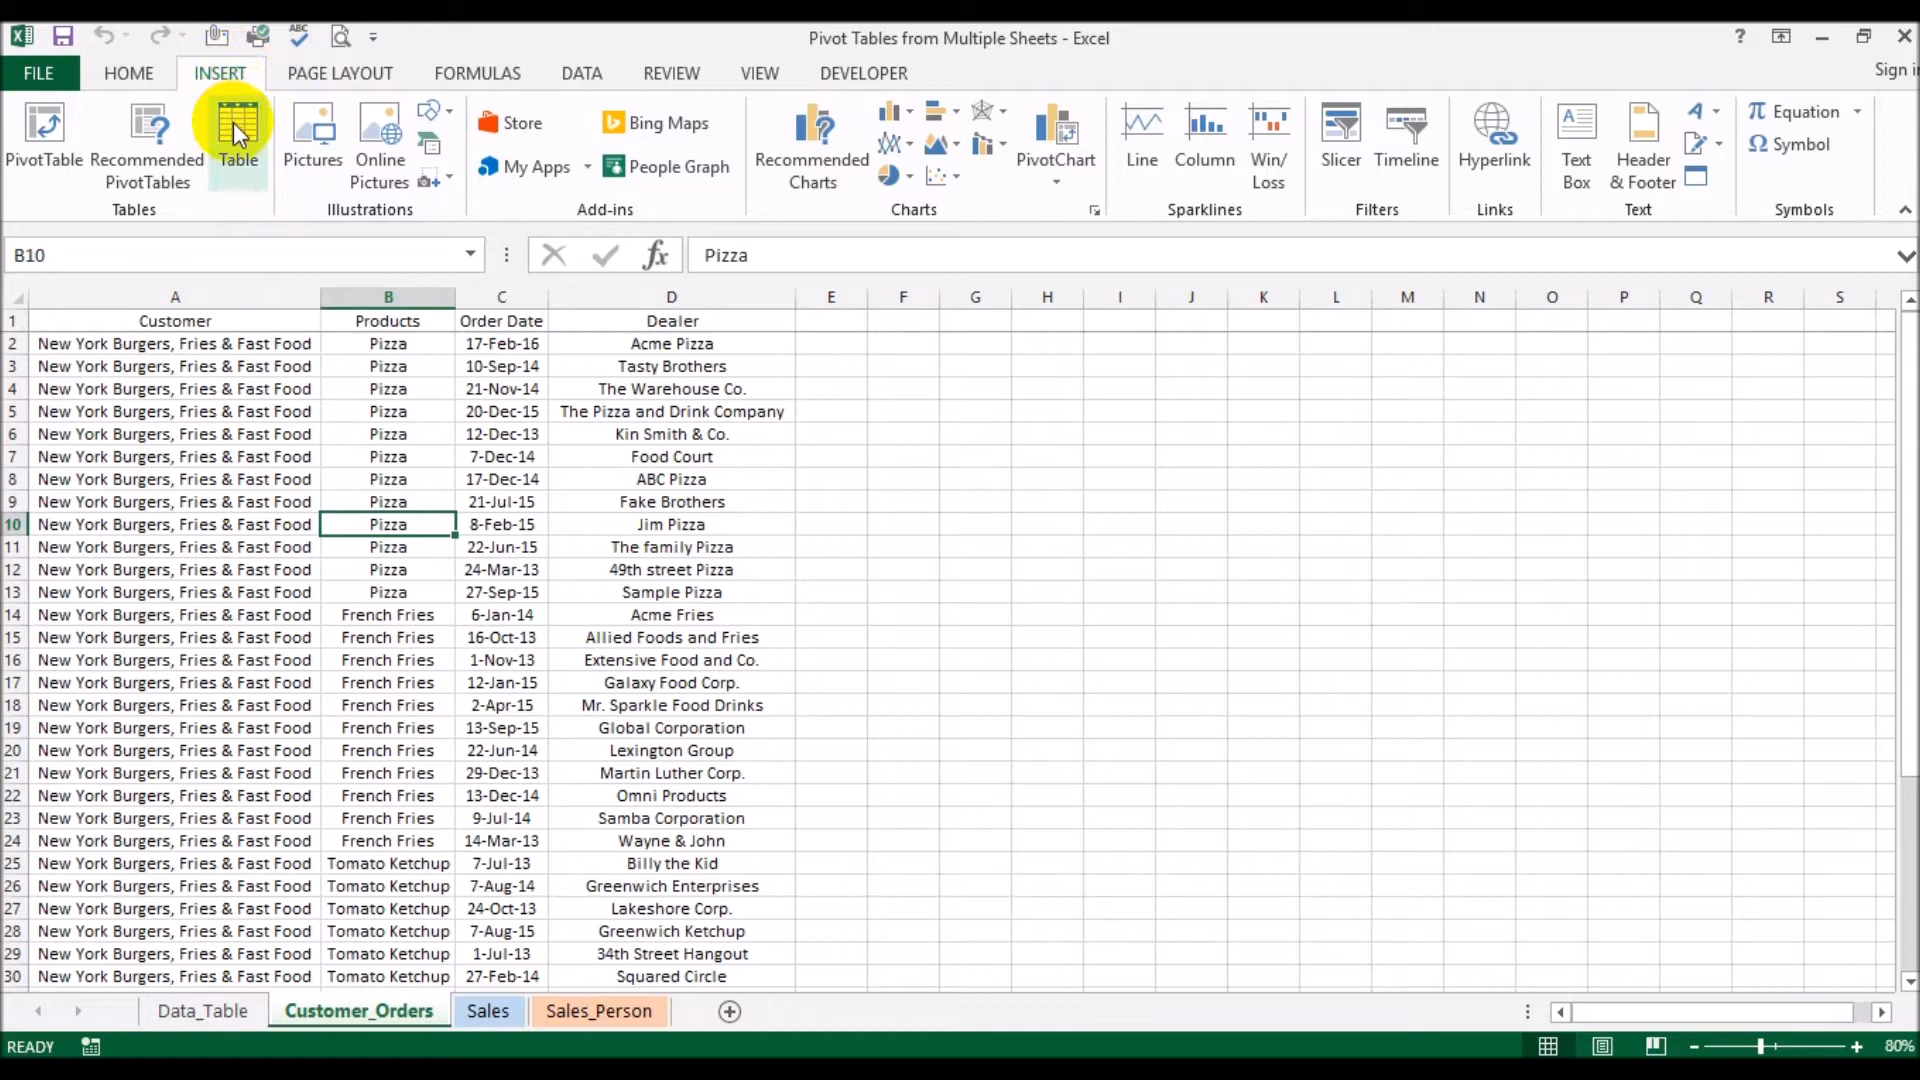 Pivot Tables from Multiple Sheets - Excel
?
ABC
FILE HOME INSERT PAGE LAYOUT FORMULAS DATA REVIEW VIEW DEVELOPER
Sign in
PivotTable
Recommended
PivotTables
Table
Tables
Pictures
Online
Pictures
Illustrations
Store
My Apps
Bing Maps
People Graph
Add-ins
Recommended
Charts
PivotChart
Charts
Line
Column
Win/
Loss
Sparklines
Slicer
Timeline
Filters
Hyperlink
Links
Text
Box
Header
& Footer
Text
π Equation
Ω Symbol
Symbols
B10
fx
Pizza
A B C D E F G H I J K L M N O P Q R S
1 Customer Products Order Date Dealer
2 New York Burgers, Fries & Fast Food Pizza 17-Feb-16 Acme Pizza
3 New York Burgers, Fries & Fast Food Pizza 10-Sep-14 Tasty Brothers
4 New York Burgers, Fries & Fast Food Pizza 21-Nov-14 The Warehouse Co.
5 New York Burgers, Fries & Fast Food Pizza 20-Dec-15 The Pizza and Drink Company
6 New York Burgers, Fries & Fast Food Pizza 12-Dec-13 Kin Smith & Co.
7 New York Burgers, Fries & Fast Food Pizza 7-Dec-14 Food Court
8 New York Burgers, Fries & Fast Food Pizza 17-Dec-14 ABC Pizza
9 New York Burgers, Fries & Fast Food Pizza 21-Jul-15 Fake Brothers
10 New York Burgers, Fries & Fast Food Pizza 8-Feb-15 Jim Pizza
11 New York Burgers, Fries & Fast Food Pizza 22-Jun-15 The family Pizza
12 New York Burgers, Fries & Fast Food Pizza 24-Mar-13 49th street Pizza
13 New York Burgers, Fries & Fast Food Pizza 27-Sep-15 Sample Pizza
14 New York Burgers, Fries & Fast Food French Fries 6-Jan-14 Acme Fries
15 New York Burgers, Fries & Fast Food French Fries 16-Oct-13 Allied Foods and Fries
16 New York Burgers, Fries & Fast Food French Fries 1-Nov-13 Extensive Food and Co.
17 New York Burgers, Fries & Fast Food French Fries 12-Jan-15 Galaxy Food Corp.
18 New York Burgers, Fries & Fast Food French Fries 2-Apr-15 Mr. Sparkle Food Drinks
19 New York Burgers, Fries & Fast Food French Fries 13-Sep-15 Global Corporation
20 New York Burgers, Fries & Fast Food French Fries 22-Jun-14 Lexington Group
21 New York Burgers, Fries & Fast Food French Fries 29-Dec-13 Martin Luther Corp.
22 New York Burgers, Fries & Fast Food French Fries 13-Dec-14 Omni Products
23 New York Burgers, Fries & Fast Food French Fries 9-Jul-14 Samba Corporation
24 New York Burgers, Fries & Fast Food French Fries 14-Mar-13 Wayne & John
25 New York Burgers, Fries & Fast Food Tomato Ketchup 7-Jul-13 Billy the Kid
26 New York Burgers, Fries & Fast Food Tomato Ketchup 7-Aug-14 Greenwich Enterprises
27 New York Burgers, Fries & Fast Food Tomato Ketchup 24-Oct-13 Lakeshore Corp.
28 New York Burgers, Fries & Fast Food Tomato Ketchup 7-Aug-15 Greenwich Ketchup
29 New York Burgers, Fries & Fast Food Tomato Ketchup 1-Jul-13 34th Street Hangout
30 New York Burgers, Fries & Fast Food Tomato Ketchup 27-Feb-14 Squared Circle
Data_Table Customer_Orders Sales Sales_Person
READY
80%